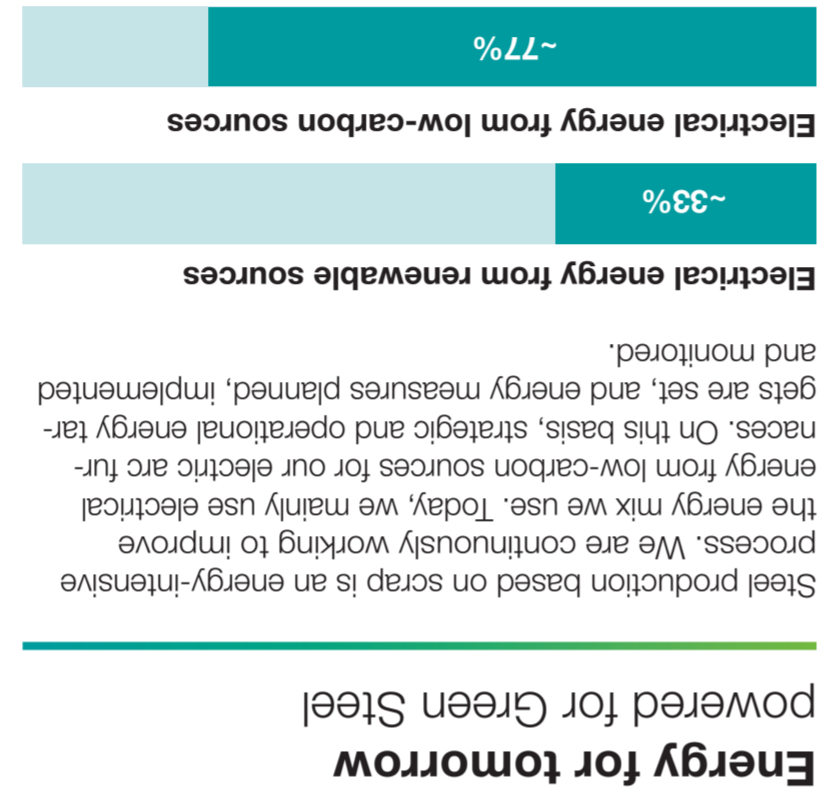 Energy for tomorrow
powered for Green Steel
Steel production based on scrap is an energy-intensive
process. We are continuously working to improve
the energy mix we use. Today, we mainly use electrical
energy from low-carbon sources for our electric arc fur-
naces. On this basis, strategic and operational energy tar-
gets are set, and energy measures planned, implemented
and monitored.
Electrical energy from renewable sources
~33%
Electrical energy from low-carbon sources
~77%